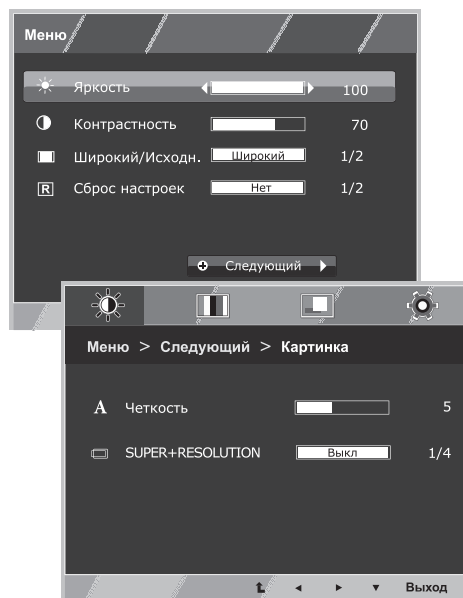 Меню
Яркость 100
Контрастность 70
Широкий/Исходн. Широкий 1/2
R Сброс настроек Нет 1/2
Следующий
Меню > Следующий > Картинка
A Четкость 5
SUPER+RESOLUTION Выкл 1/4
Выход